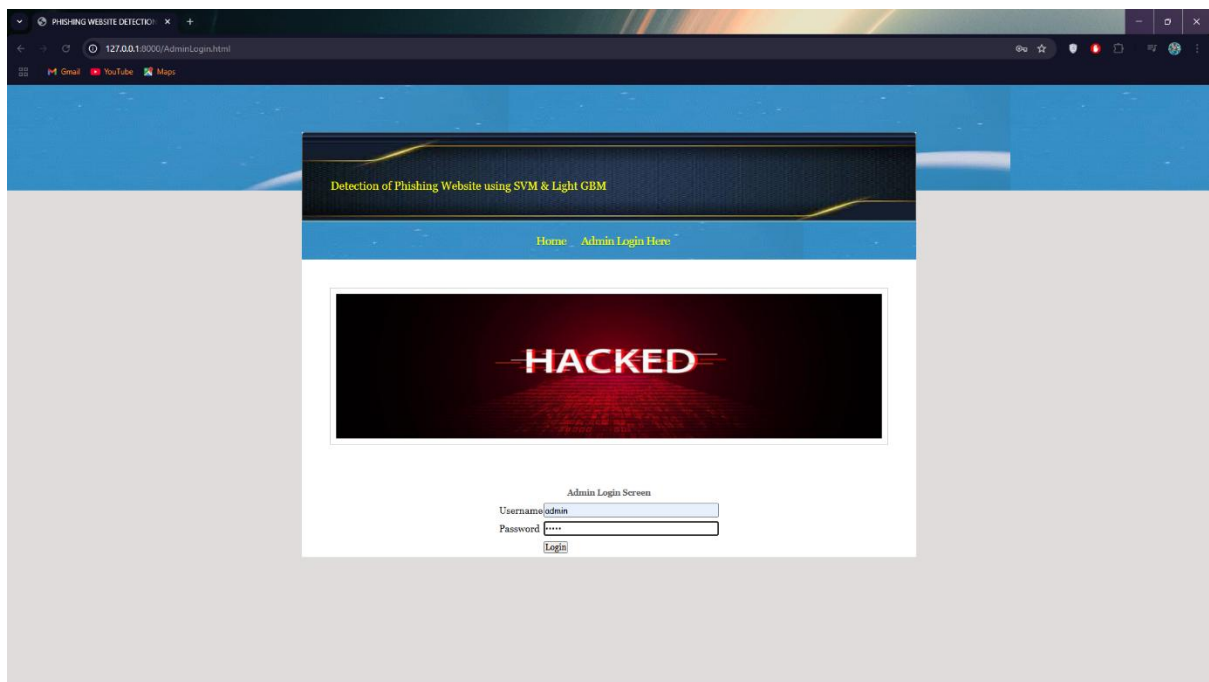 PHISHING WEBSITE DETECTION
127.0.0.1:8000/AdminLogin.html
Gmail YouTube Maps
Detection of Phishing Website using SVM & Light GBM
Home Admin Login Here
HACKED
Admin Login Screen
Username admin
Password •••••
Login